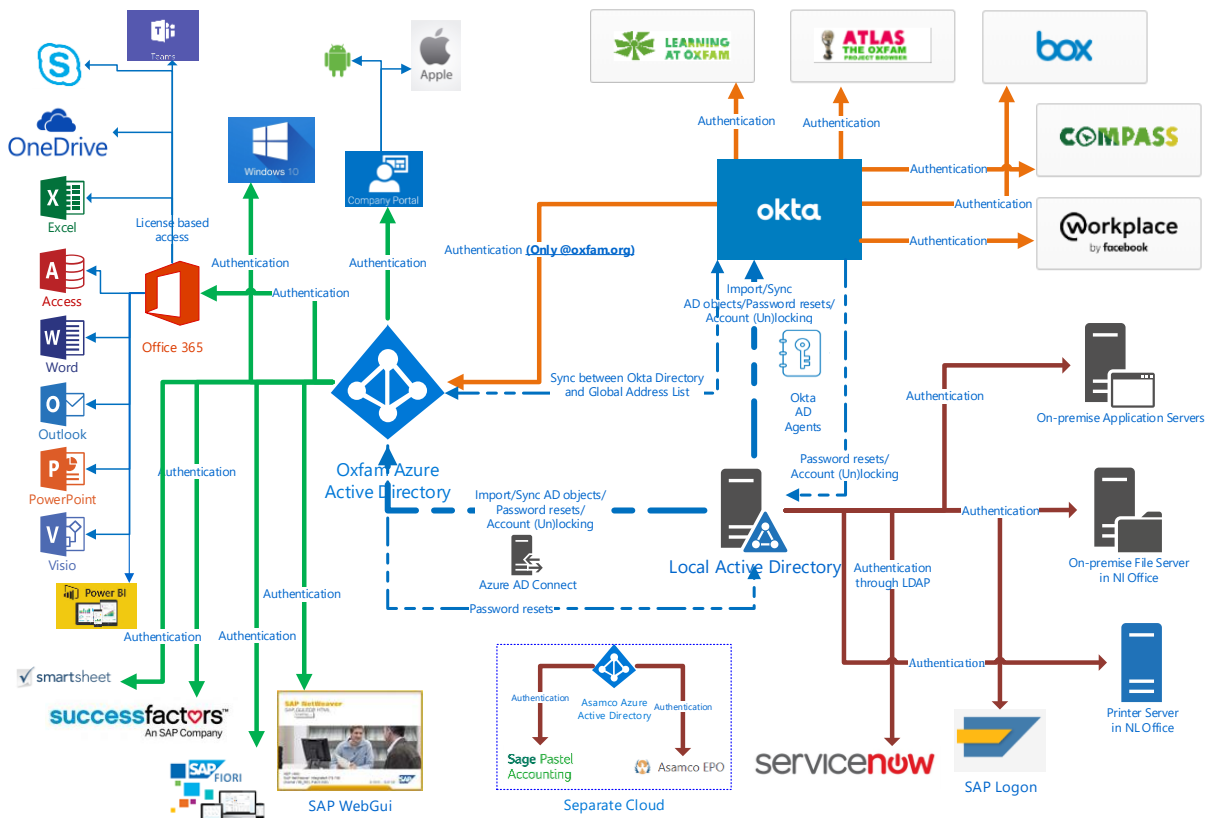 Teams
Apple
LEARNING
AT OXFAM
ATLAS
THE OXFAM
PROJECT BROWSER
box
OneDrive
Windows 10
Company Portal
Authentication
Authentication
COMPASS
Excel
License based
access
okta
Authentication
Authentication
Workplace
by facebook
Authentication
Authentication (Only @oxfam.org)
Authentication
Authentication
Access
Authentication
Import/Sync
AD objects/Password resets/
Account (Un)locking
Office 365
Word
Sync between Okta Directory
and Global Address List
Okta
AD
Agents
Authentication
On-premise Application Servers
Outlook
Password resets/
Account (Un)locking
Oxfam Azure
Active Directory
Authentication
PowerPoint
Import/Sync AD objects/
Password resets/
Account (Un)locking
Authentication
Visio
Azure AD Connect
Local Active Directory
Authentication
through LDAP
On-premise File Server
in Nl Office
Power BI
Authentication
Password resets
Authentication
Authentication
Authentication
smartsheet
successfactors™
An SAP Company
SAP NetWeaver
SAP
SAP
FIORI
SAP WebGui
Authentication
Asamco Azure
Active Directory
Authentication
Sage Pastel
Accounting
Asamco EPO
Separate Cloud
servicenow
SAP Logon
Printer Server
in NL Office